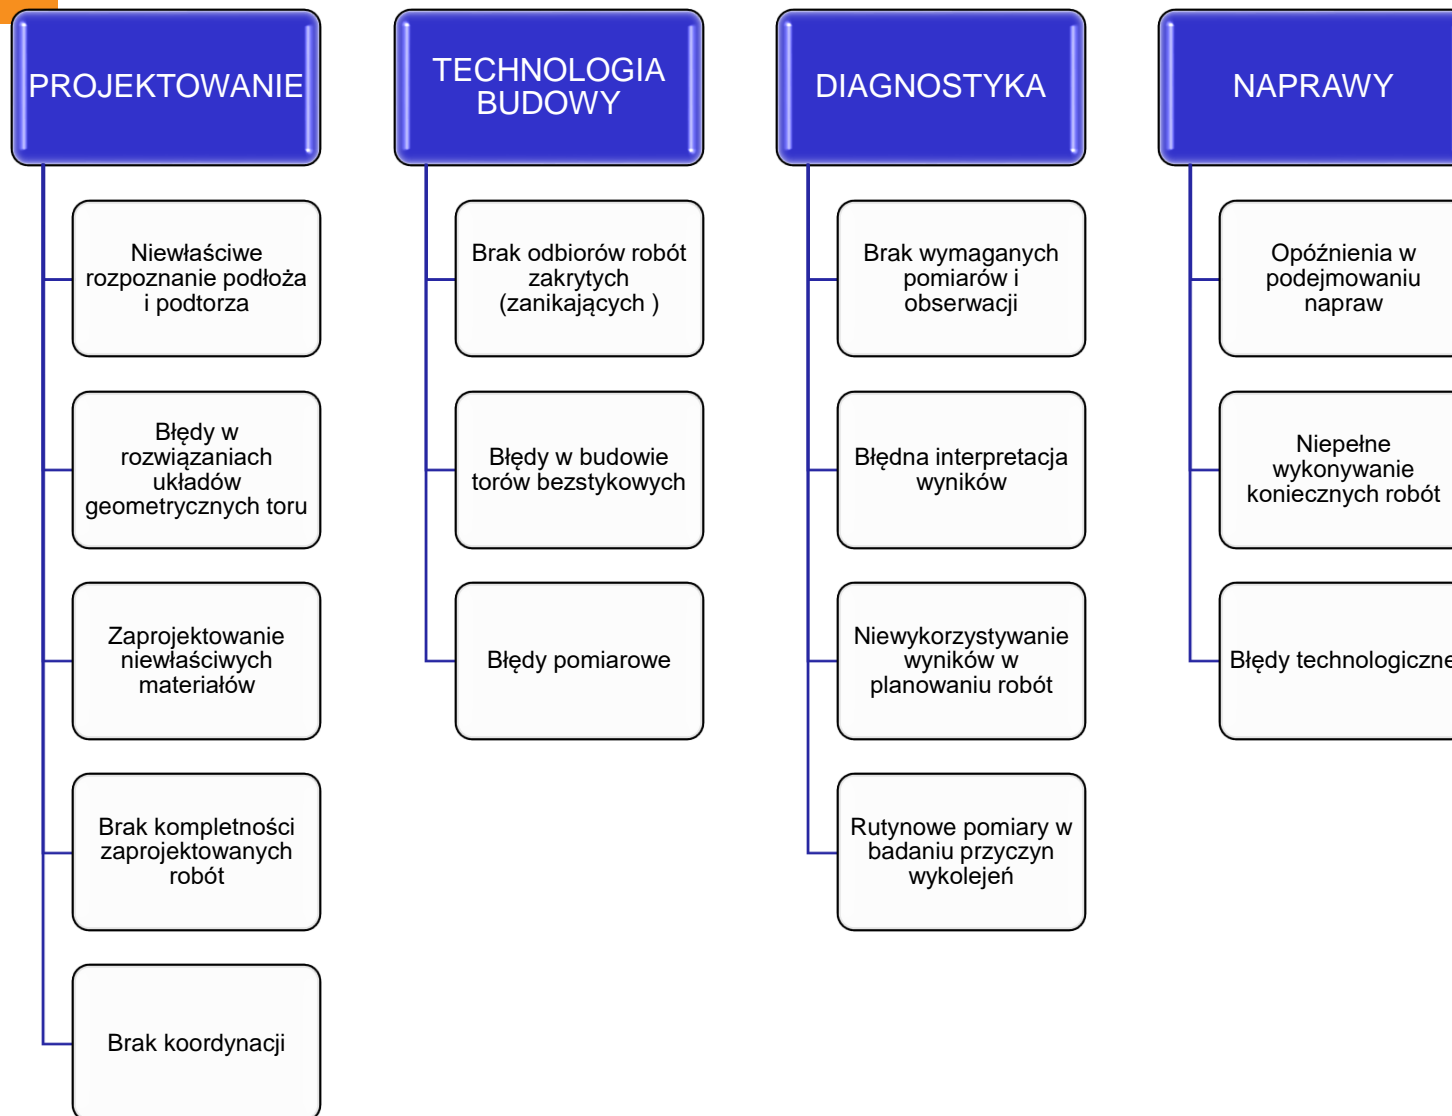 PROJEKTOWANIE
Niewłaściwe
rozpoznanie podłoża
i podtorza
Błędy w
rozwiązaniach
układów
geometrycznych toru
Zaprojektowanie
niewłaściwych
materiałów
Brak kompletności
zaprojektowanych
robót
Brak koordynacji
TECHNOLOGIA
BUDOWY
Brak odbiorów robót
zakrytych
(zanikających )
Błędy w budowie
torów bezstykowych
Błędy pomiarowe
DIAGNOSTYKA
Brak wymaganych
pomiarów i
obserwacji
Błędna interpretacja
wyników
Niewykorzystywanie
wyników w
planowaniu robót
Rutynowe pomiary w
badaniu przyczyn
wykolejeń
NAPRAWY
Opóźnienia w
podejmowaniu
napraw
Niepełne
wykonywanie
koniecznych robót
Błędy technologiczne